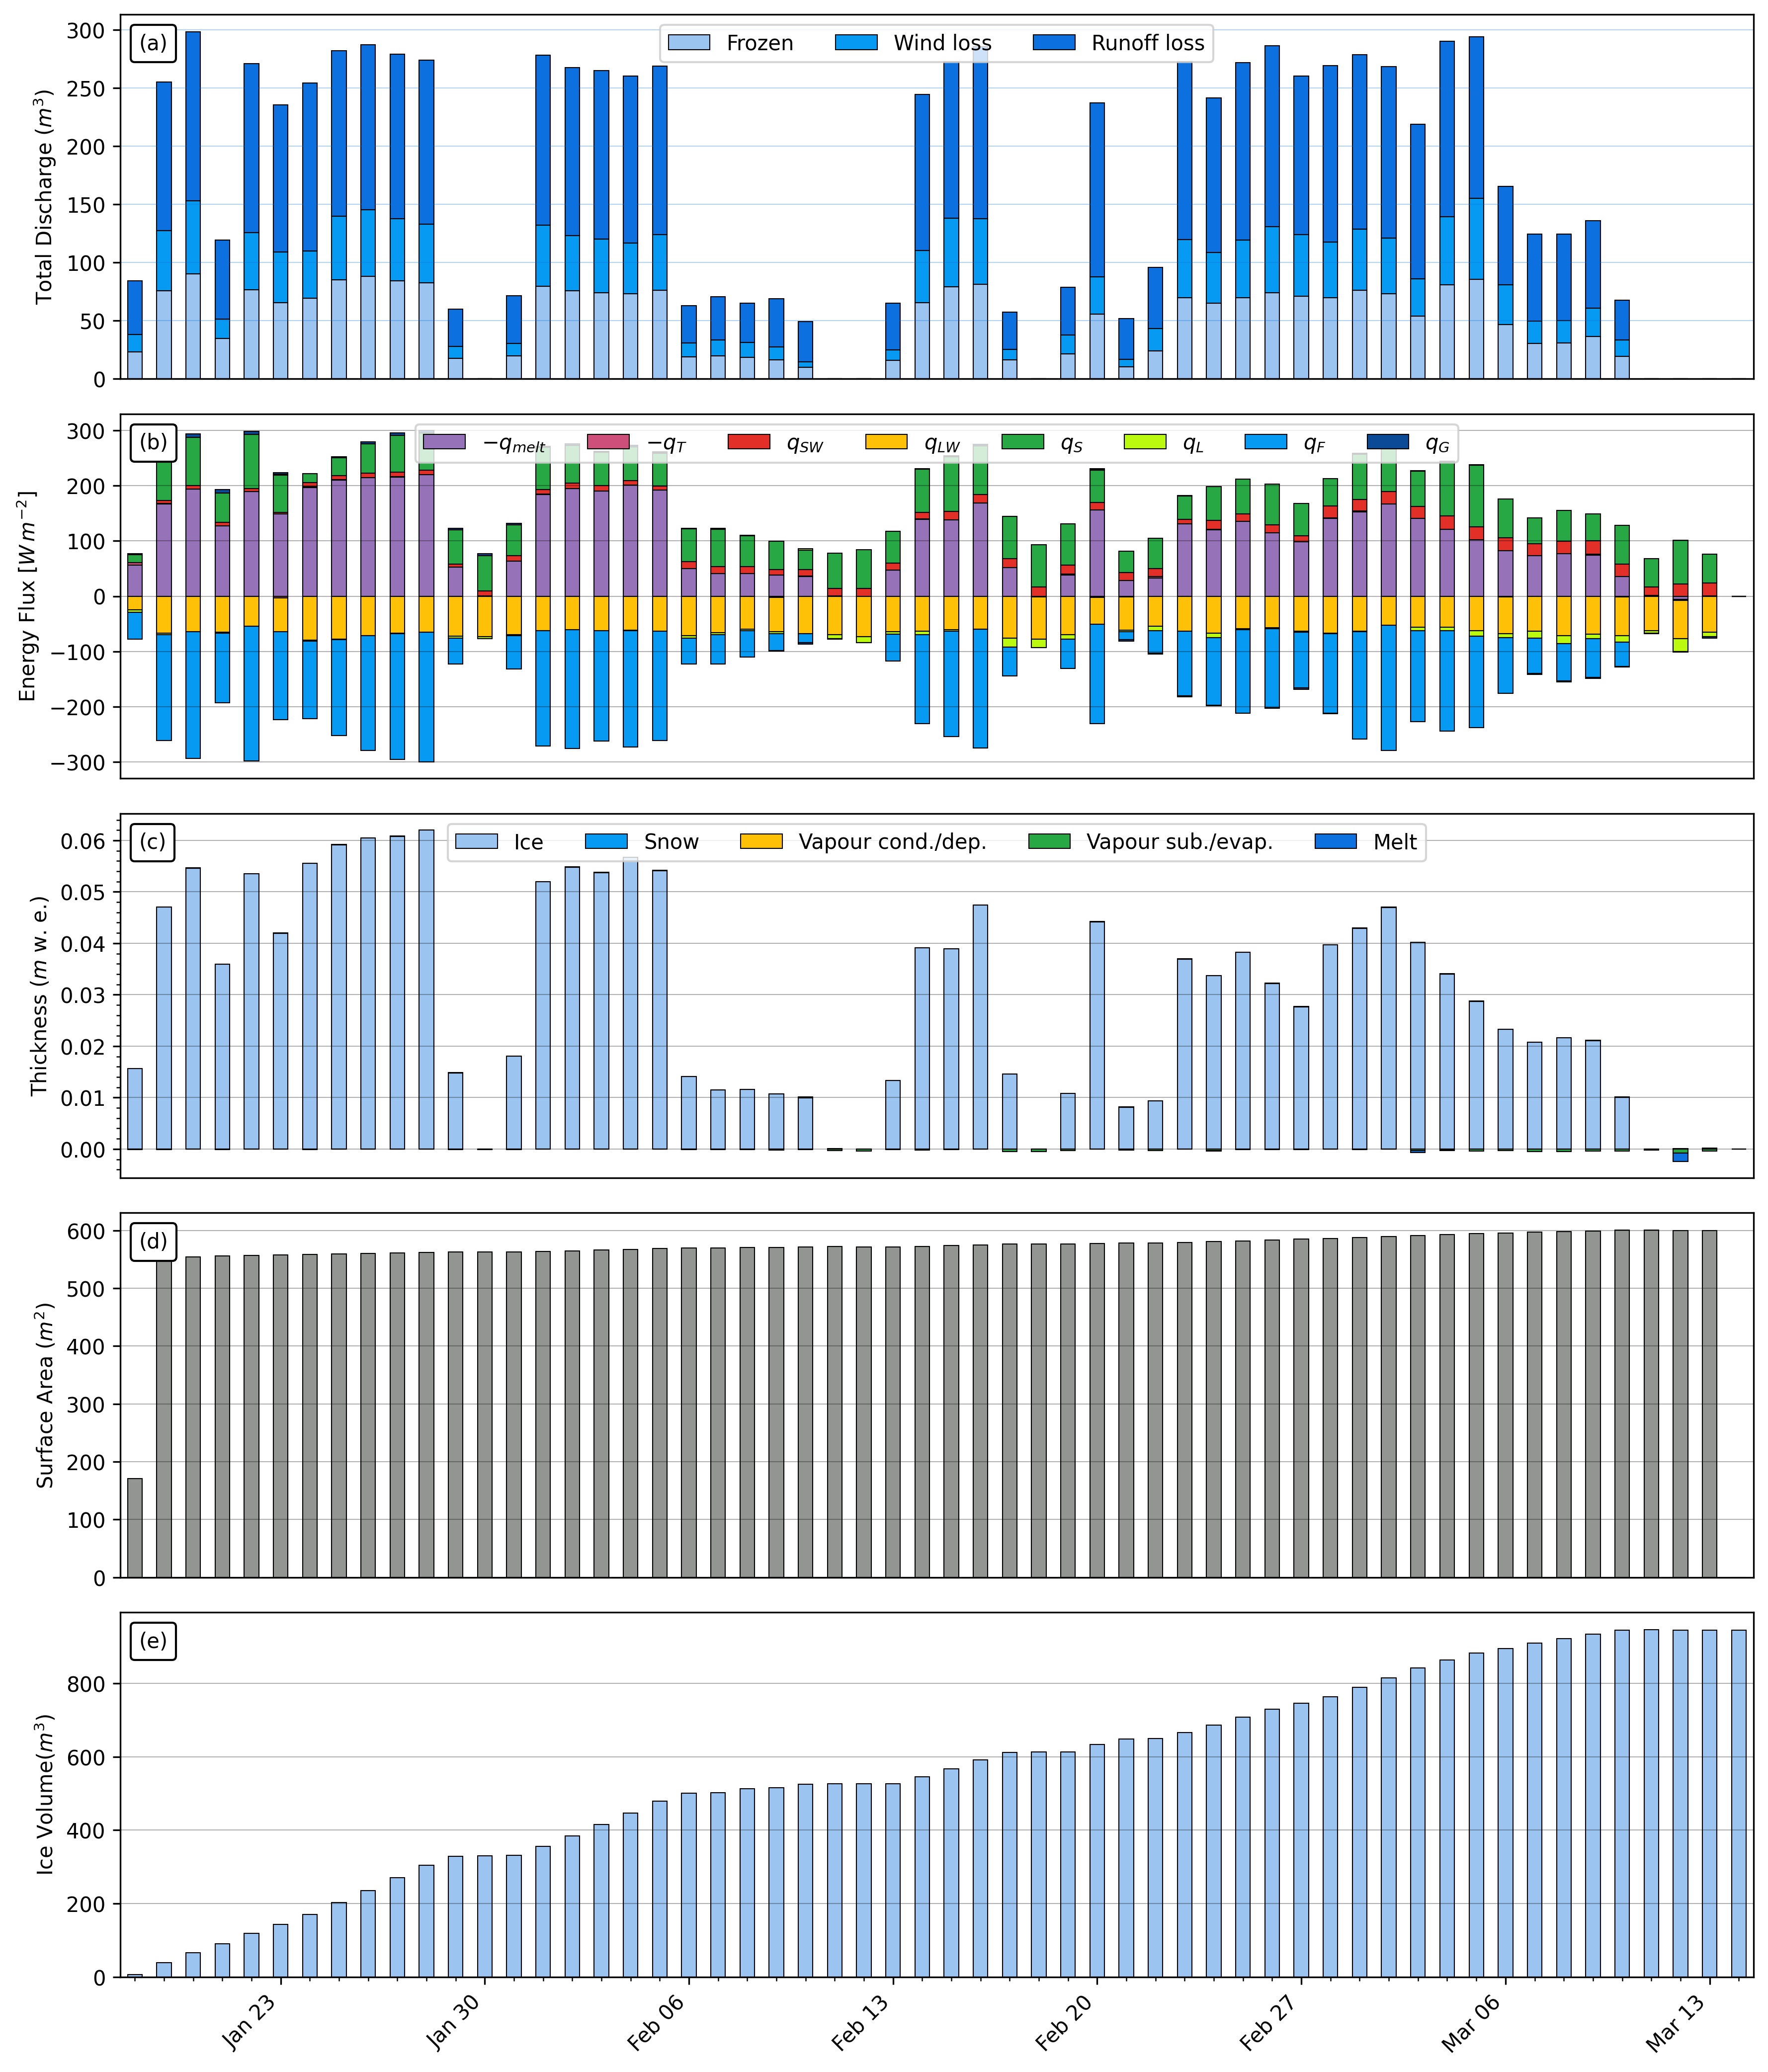 (a)
Frozen Wind loss Runoff loss
Total Discharge (m³)
300
250
200
150
100
50
0
(b)
−q_melt −q_T q_SW q_LW q_S q_L q_F q_G
Energy Flux [W m⁻²]
300
200
100
0
−100
−200
−300
(c)
Ice Snow Vapour cond./dep. Vapour sub./evap. Melt
Thickness (m w. e.)
0.06
0.05
0.04
0.03
0.02
0.01
0.00
(d)
Surface Area (m²)
600
500
400
300
200
100
0
(e)
Ice Volume(m³)
800
600
400
200
0
Jan 23 Jan 30 Feb 06 Feb 13 Feb 20 Feb 27 Mar 06 Mar 13